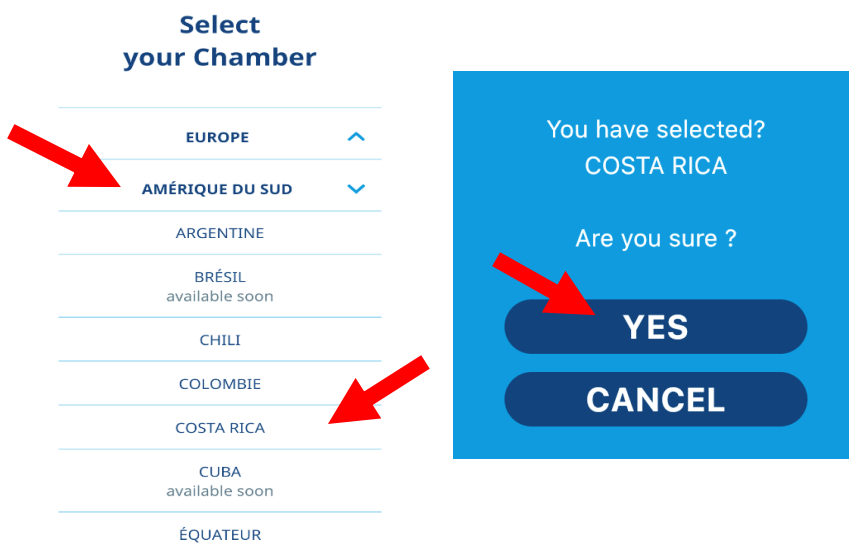 Select
your Chamber
EUROPE
AMÉRIQUE DU SUD
ARGENTINE
BRÉSIL
available soon
CHILI
COLOMBIE
COSTA RICA
CUBA
available soon
ÉQUATEUR
You have selected?
COSTA RICA
Are you sure ?
YES
CANCEL